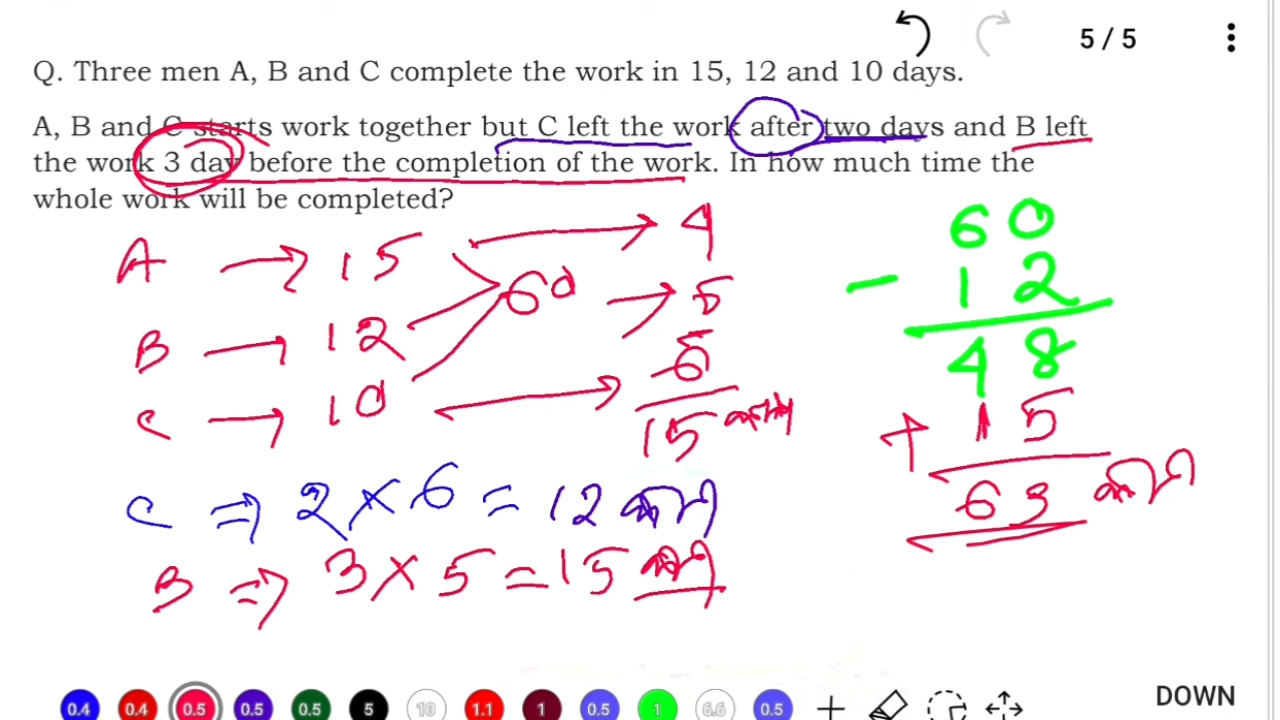 5 / 5
Q. Three men A, B and C complete the work in 15, 12 and 10 days.
A, B and C starts work together but C left the work after two days and B left
the work 3 day before the completion of the work. In how much time the
whole work will be completed?
A → 15 → 4
B → 12 60 → 5
C → 10 → 6
15 कार्य
C ⇒ 2 × 6 = 12 कार्य
B ⇒ 3 × 5 = 15 कार्य
60
- 12
48
+ 15
63 कार्य
0.4 0.4 0.5 0.5 0.5 5 10 1.1 1 0.5 1 6.6 0.5
DOWN